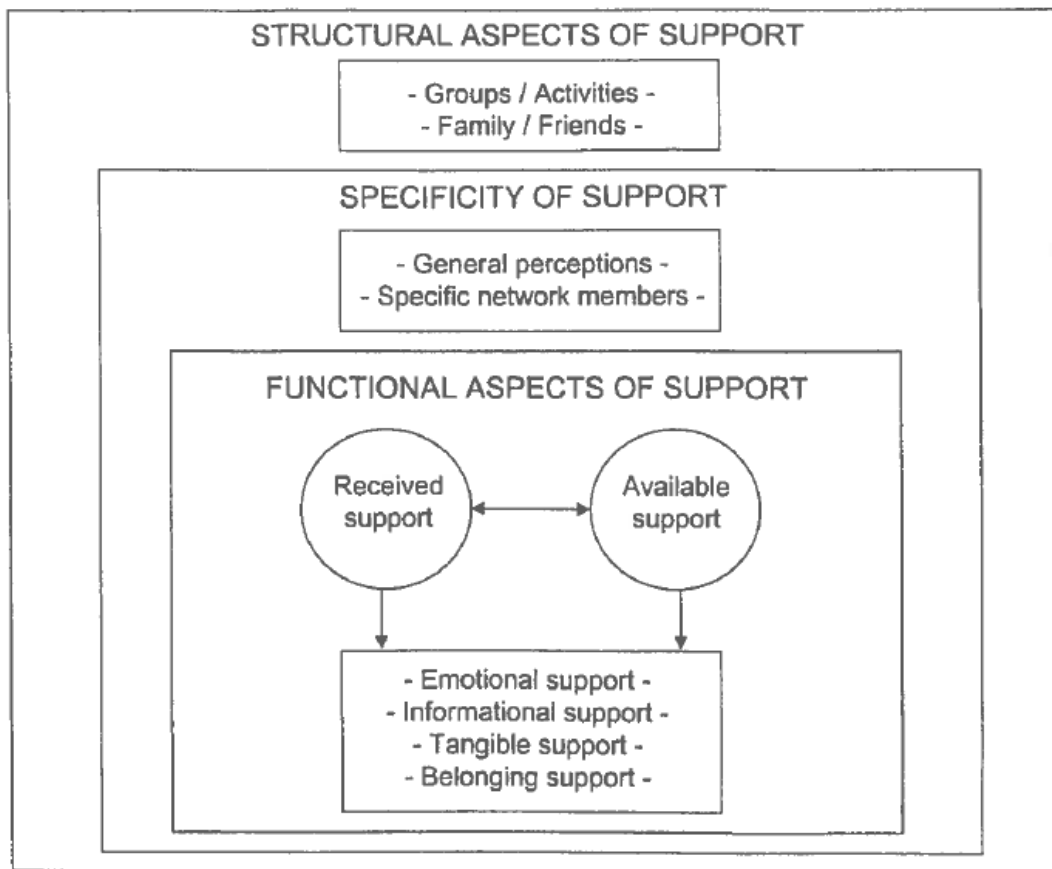 STRUCTURAL ASPECTS OF SUPPORT
- Groups / Activities -
- Family / Friends -
SPECIFICITY OF SUPPORT
- General perceptions -
- Specific network members -
FUNCTIONAL ASPECTS OF SUPPORT
Received
support
Available
support
- Emotional support -
- Informational support -
- Tangible support -
- Belonging support -